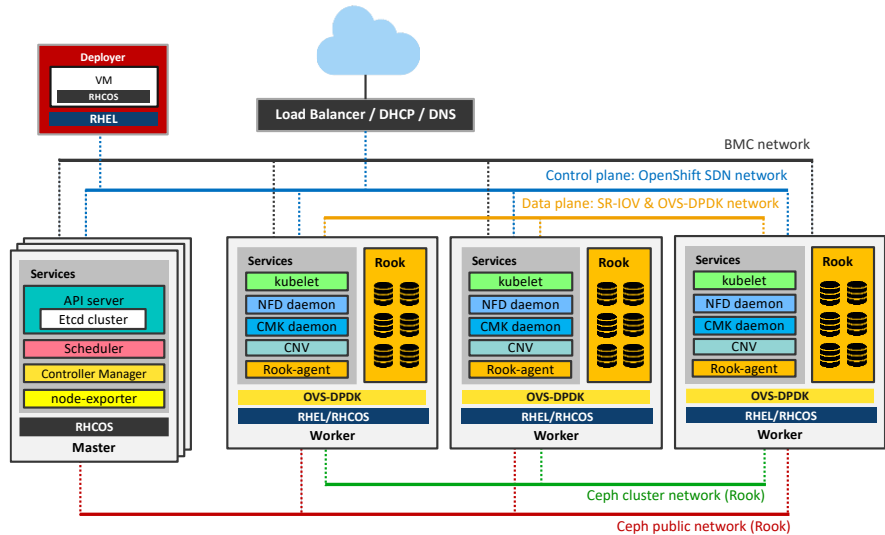 Deployer
VM
RHCOS
RHEL
Load Balancer / DHCP / DNS
BMC network
Control plane: OpenShift SDN network
Data plane: SR-IOV & OVS-DPDK network
Services
API server
Etcd cluster
Scheduler
Controller Manager
node-exporter
RHCOS
Master
Services
kubelet
NFD daemon
CMK daemon
CNV
Rook-agent
Rook
OVS-DPDK
RHEL/RHCOS
Worker
Services
kubelet
NFD daemon
CMK daemon
CNV
Rook-agent
Rook
OVS-DPDK
RHEL/RHCOS
Worker
Services
kubelet
NFD daemon
CMK daemon
CNV
Rook-agent
Rook
OVS-DPDK
RHEL/RHCOS
Worker
Ceph cluster network (Rook)
Ceph public network (Rook)